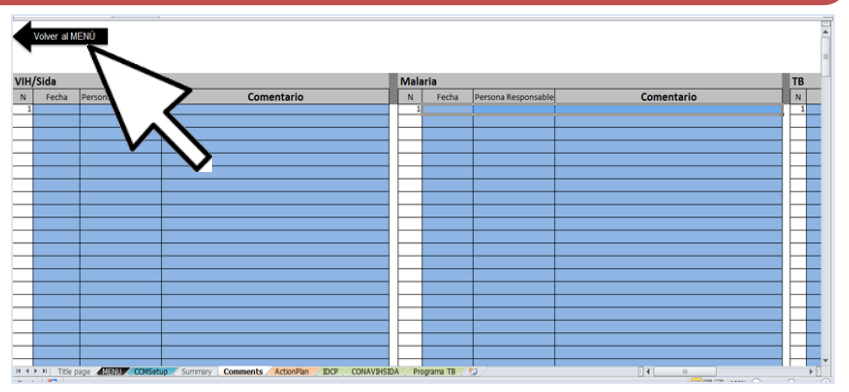 Volver al MENÚ
VIH/Sida Malaria TB
N Fecha Comentario N Fecha Persona Responsable Comentario N
1 1 1
Title page MENU CCMSetup Summary Comments ActionPlan IDCP CONAVIHSIDA Programa TB